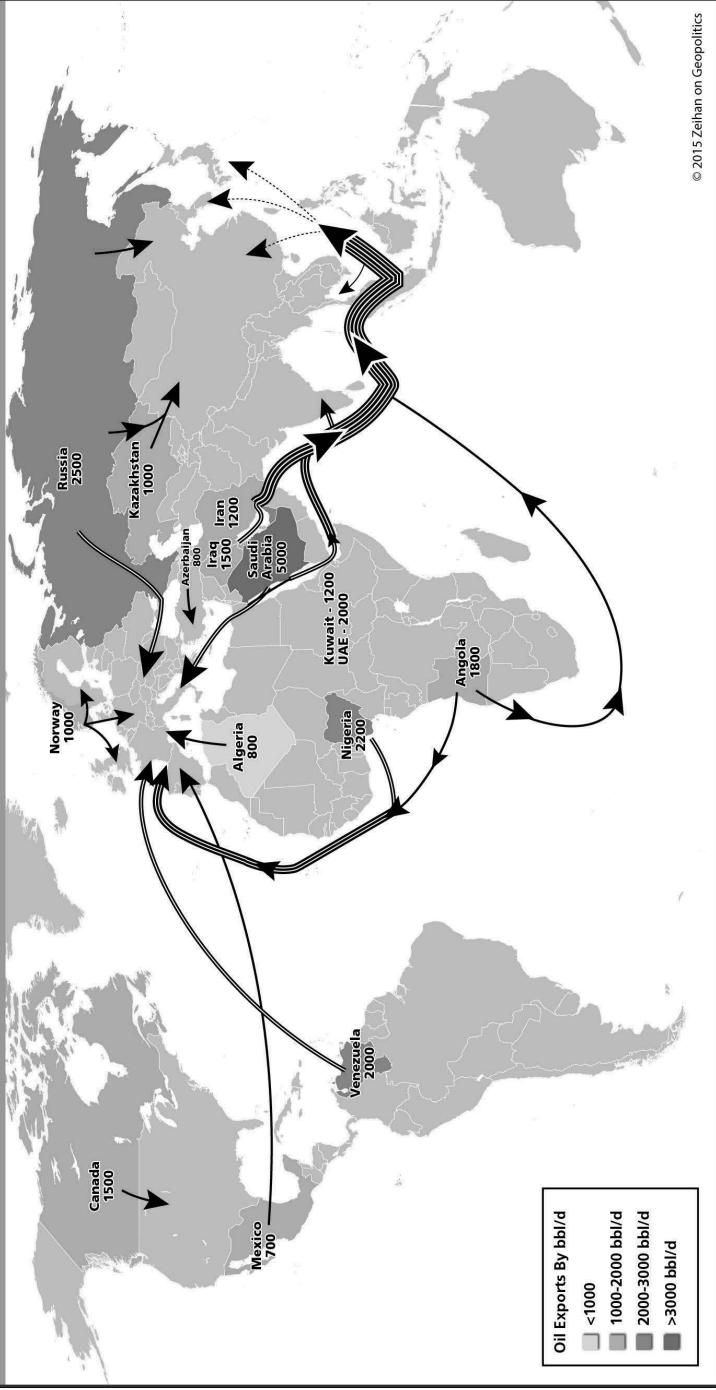 Canada
1500
Mexico
700
Venezuela
2000
Norway
1000
Algeria
800
Nigeria
2200
Angola
1800
Russia
2500
Kazakhstan
1000
Azerbaijan
800
Iraq
1500
Iran
1200
Saudi
Arabia
5000
Kuwait - 1200
UAE - 2000
Oil Exports By bbl/d
<1000
1000-2000 bbl/d
2000-3000 bbl/d
>3000 bbl/d
© 2015 Zeihan on Geopolitics